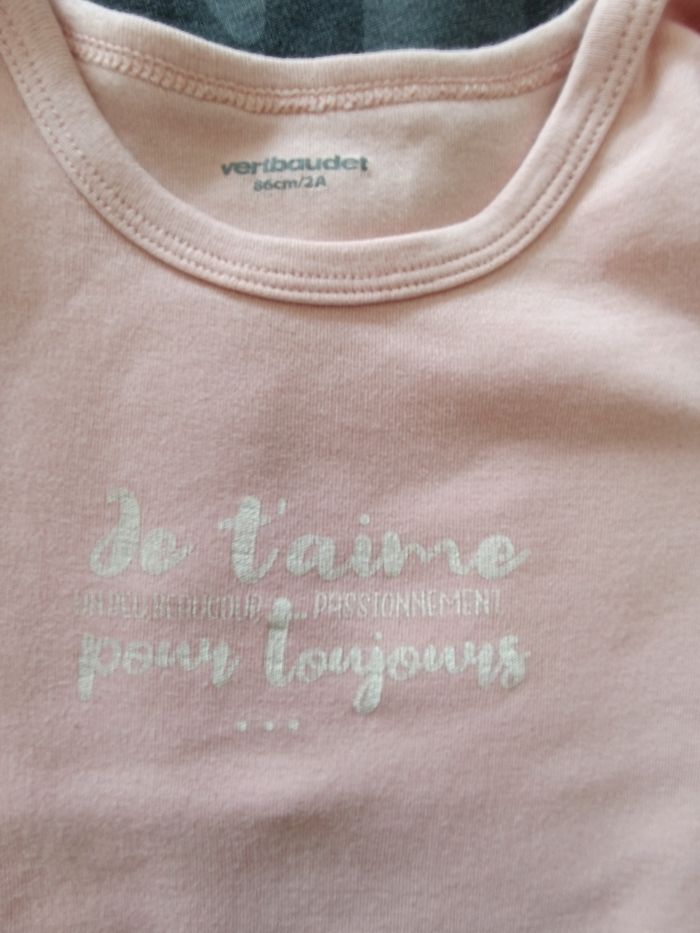 vertbaudet
86cm/2A
Je t'aime
UN PEU, BEAUCOUP, ... PASSIONNEMENT,
pour toujours
...